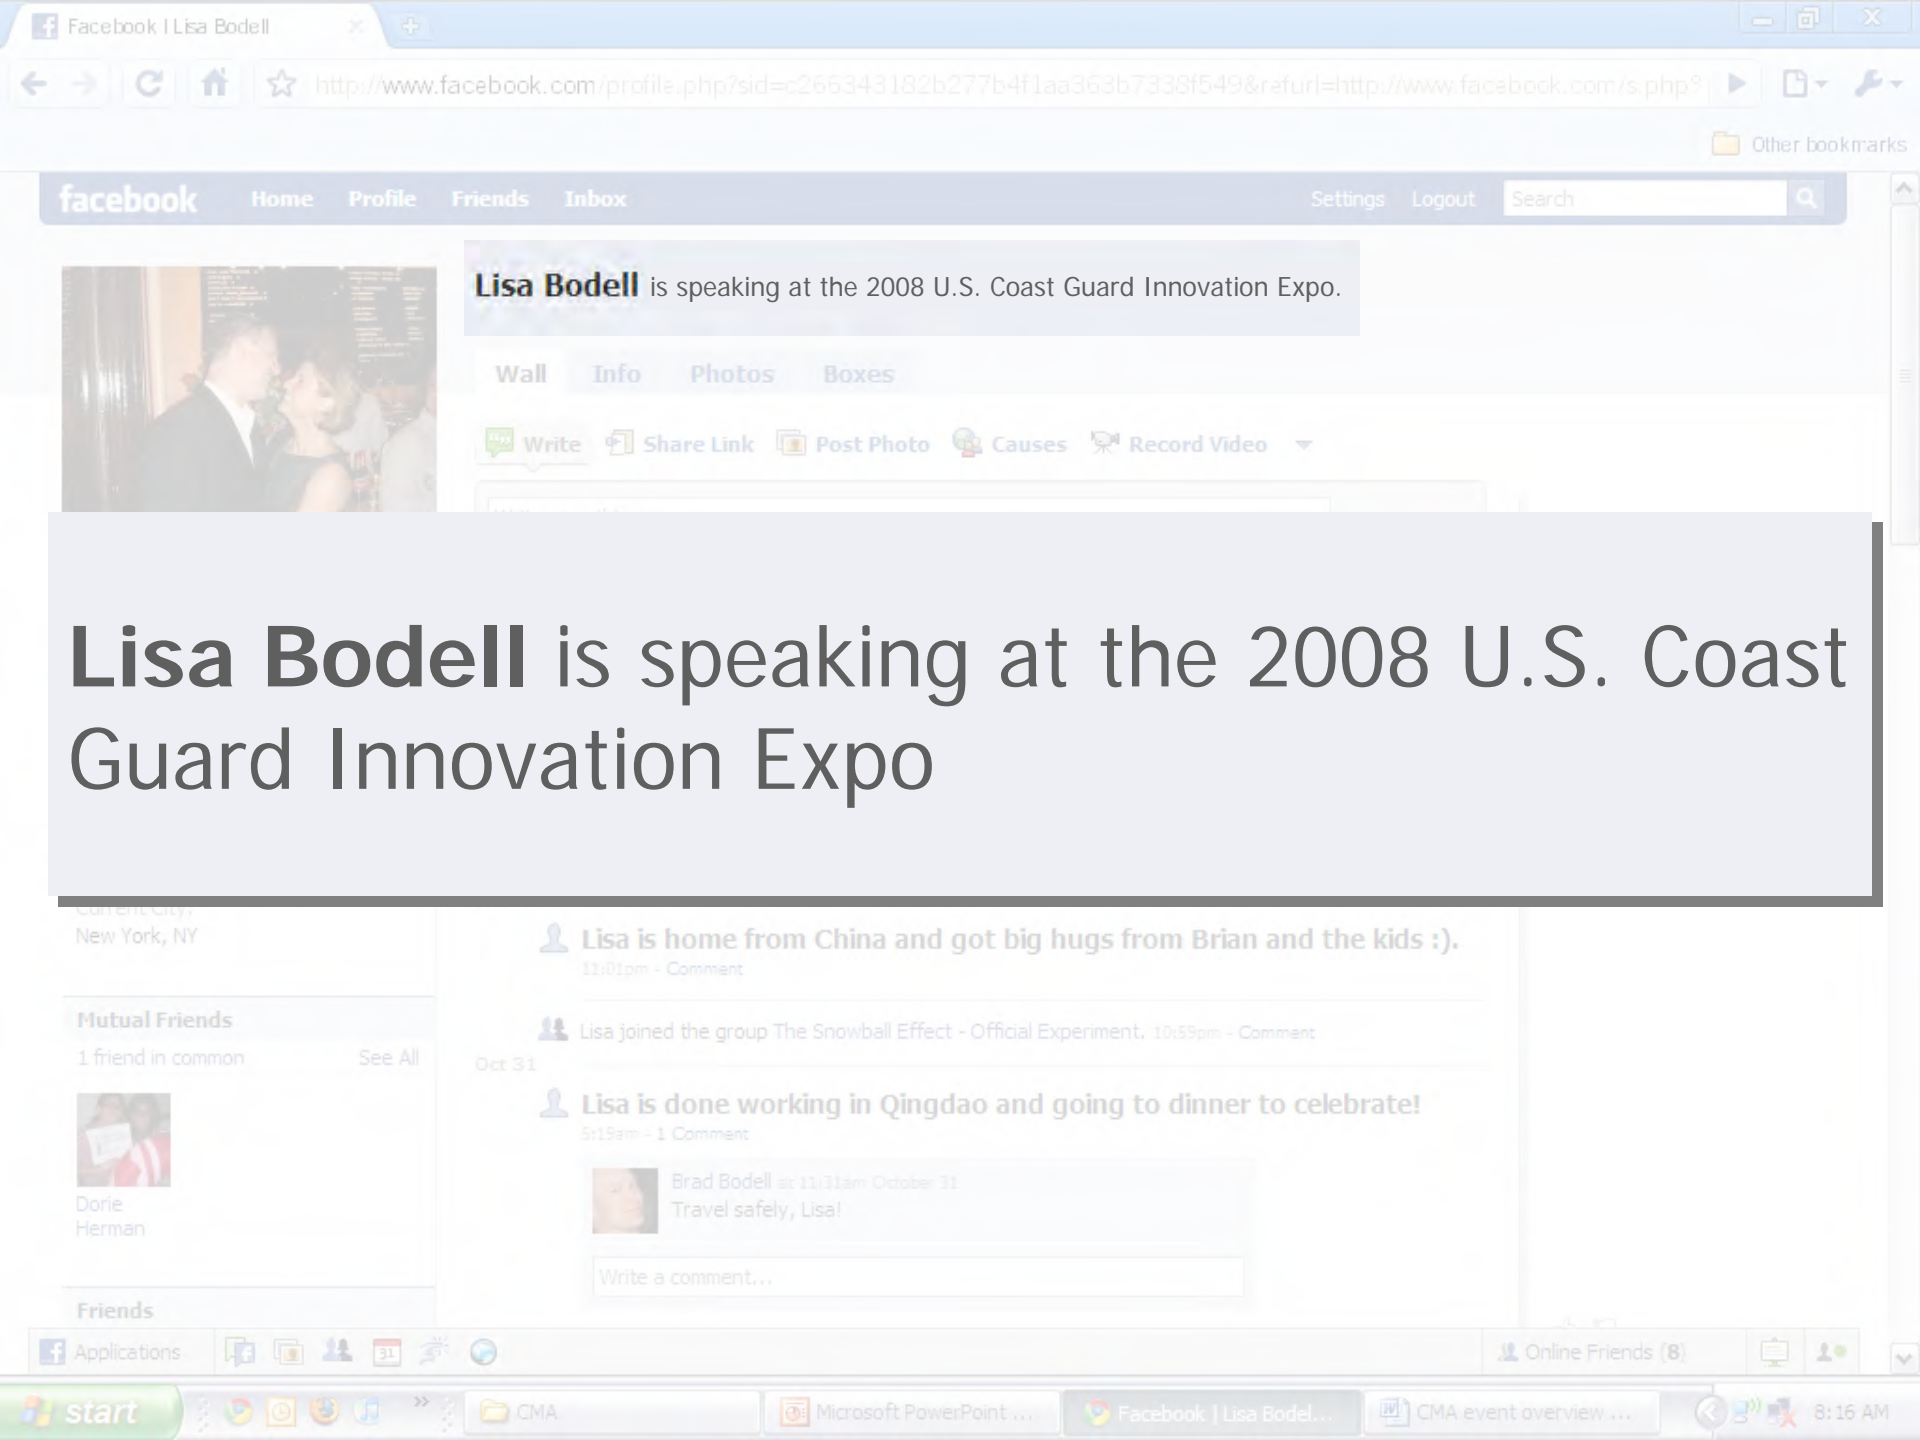 Facebook | Lisa Bodell
http://www.facebook.com/profile.php?sid=c266343182b277b4f1aa363b7338f549&refurl=http://www.facebook.com/s.php?
Other bookmarks
facebook Home Profile Friends Inbox Settings Logout Search
Lisa Bodell is speaking at the 2008 U.S. Coast Guard Innovation Expo.
Wall Info Photos Boxes
Write Share Link Post Photo Causes Record Video
Lisa Bodell is speaking at the 2008 U.S. Coast
Guard Innovation Expo
Current City:
New York, NY
Lisa is home from China and got big hugs from Brian and the kids :).
11:01pm - Comment
Mutual Friends
1 friend in common See All
Lisa joined the group The Snowball Effect - Official Experiment. 10:59pm - Comment
Oct 31
Lisa is done working in Qingdao and going to dinner to celebrate!
5:19am - 1 Comment
Brad Bodell at 11:31am October 31
Travel safely, Lisa!
Dorie
Herman
Write a comment...
Friends
Applications 31 Online Friends (8)
start CMA Microsoft PowerPoint ... Facebook | Lisa Bodel... CMA event overview ... 8:16 AM